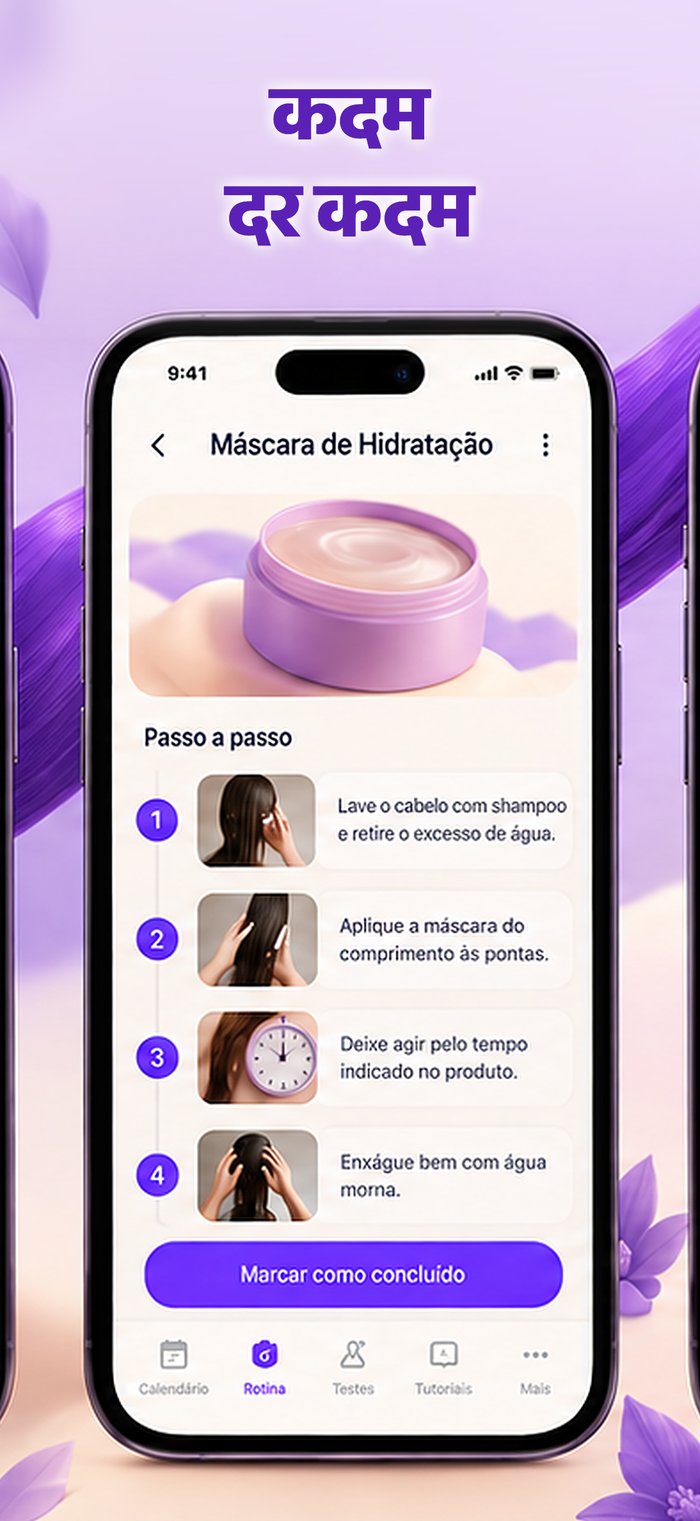 कदम
दर कदम
9:41
Máscara de Hidratação
Passo a passo
1
Lave o cabelo com shampoo
e retire o excesso de água.
2
Aplique a máscara do
comprimento às pontas.
3
Deixe agir pelo tempo
indicado no produto.
4
Enxágue bem com água
morna.
Marcar como concluído
Calendário
Rotina
Testes
Tutoriais
Mais